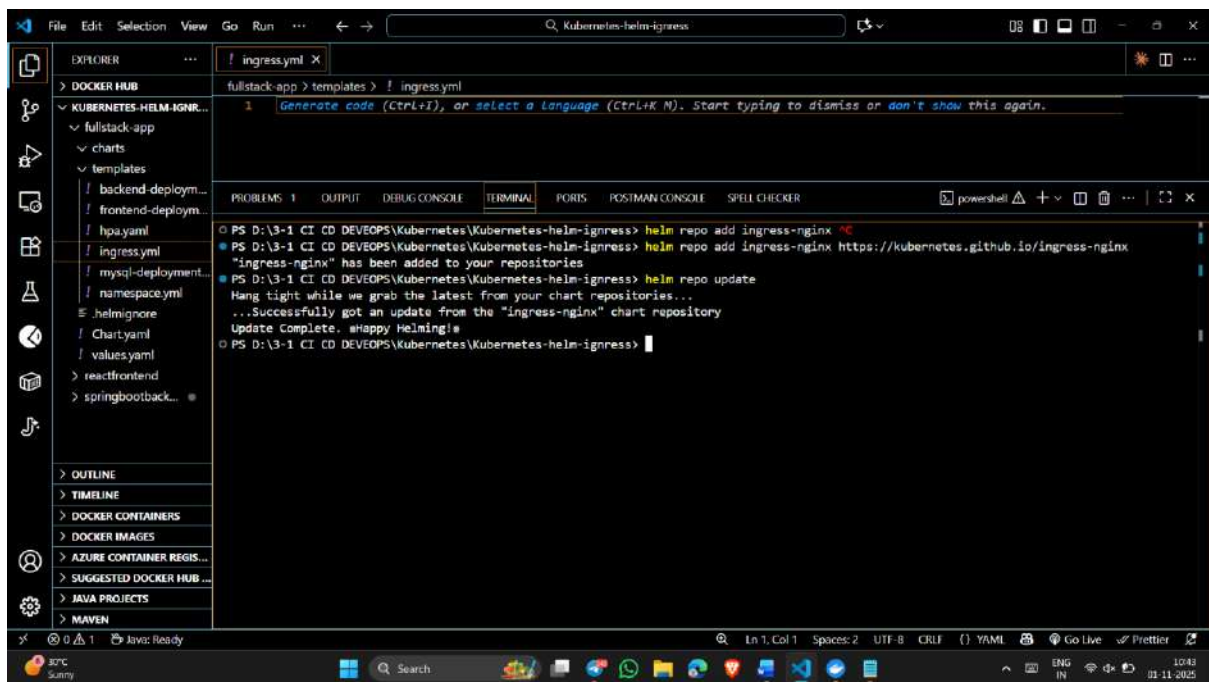 File Edit Selection View Go Run ··· Kubernetes-helm-ignress
EXPLORER ···
DOCKER HUB
KUBERNETES-HELM-IGNR...
fullstack-app
charts
templates
backend-deploym...
frontend-deploym...
hpa.yaml
ingress.yml
mysql-deployment...
namespace.yml
.helmignore
Chart.yaml
values.yaml
reactfrontend
springbootback...
OUTLINE
TIMELINE
DOCKER CONTAINERS
DOCKER IMAGES
AZURE CONTAINER REGIS...
SUGGESTED DOCKER HUB ...
JAVA PROJECTS
MAVEN
! ingress.yml ×
fullstack-app > templates > ! ingress.yml
1 Generate code (Ctrl+I), or select a language (Ctrl+K M). Start typing to dismiss or don't show this again.
PROBLEMS 1 OUTPUT DEBUG CONSOLE TERMINAL PORTS POSTMAN CONSOLE SPELL CHECKER powershell
PS D:\3-1 CI CD DEVEOPS\Kubernetes\Kubernetes-helm-ignress> helm repo add ingress-nginx ^C
PS D:\3-1 CI CD DEVEOPS\Kubernetes\Kubernetes-helm-ignress> helm repo add ingress-nginx https://kubernetes.github.io/ingress-nginx
"ingress-nginx" has been added to your repositories
PS D:\3-1 CI CD DEVEOPS\Kubernetes\Kubernetes-helm-ignress> helm repo update
Hang tight while we grab the latest from your chart repositories...
...Successfully got an update from the "ingress-nginx" chart repository
Update Complete. ⎈Happy Helming!⎈
PS D:\3-1 CI CD DEVEOPS\Kubernetes\Kubernetes-helm-ignress>
0 1 Java: Ready Ln 1, Col 1 Spaces: 2 UTF-8 CRLF {} YAML Go Live Prettier
30°C
Sunny
Search
ENG
IN
10:43
01-11-2025